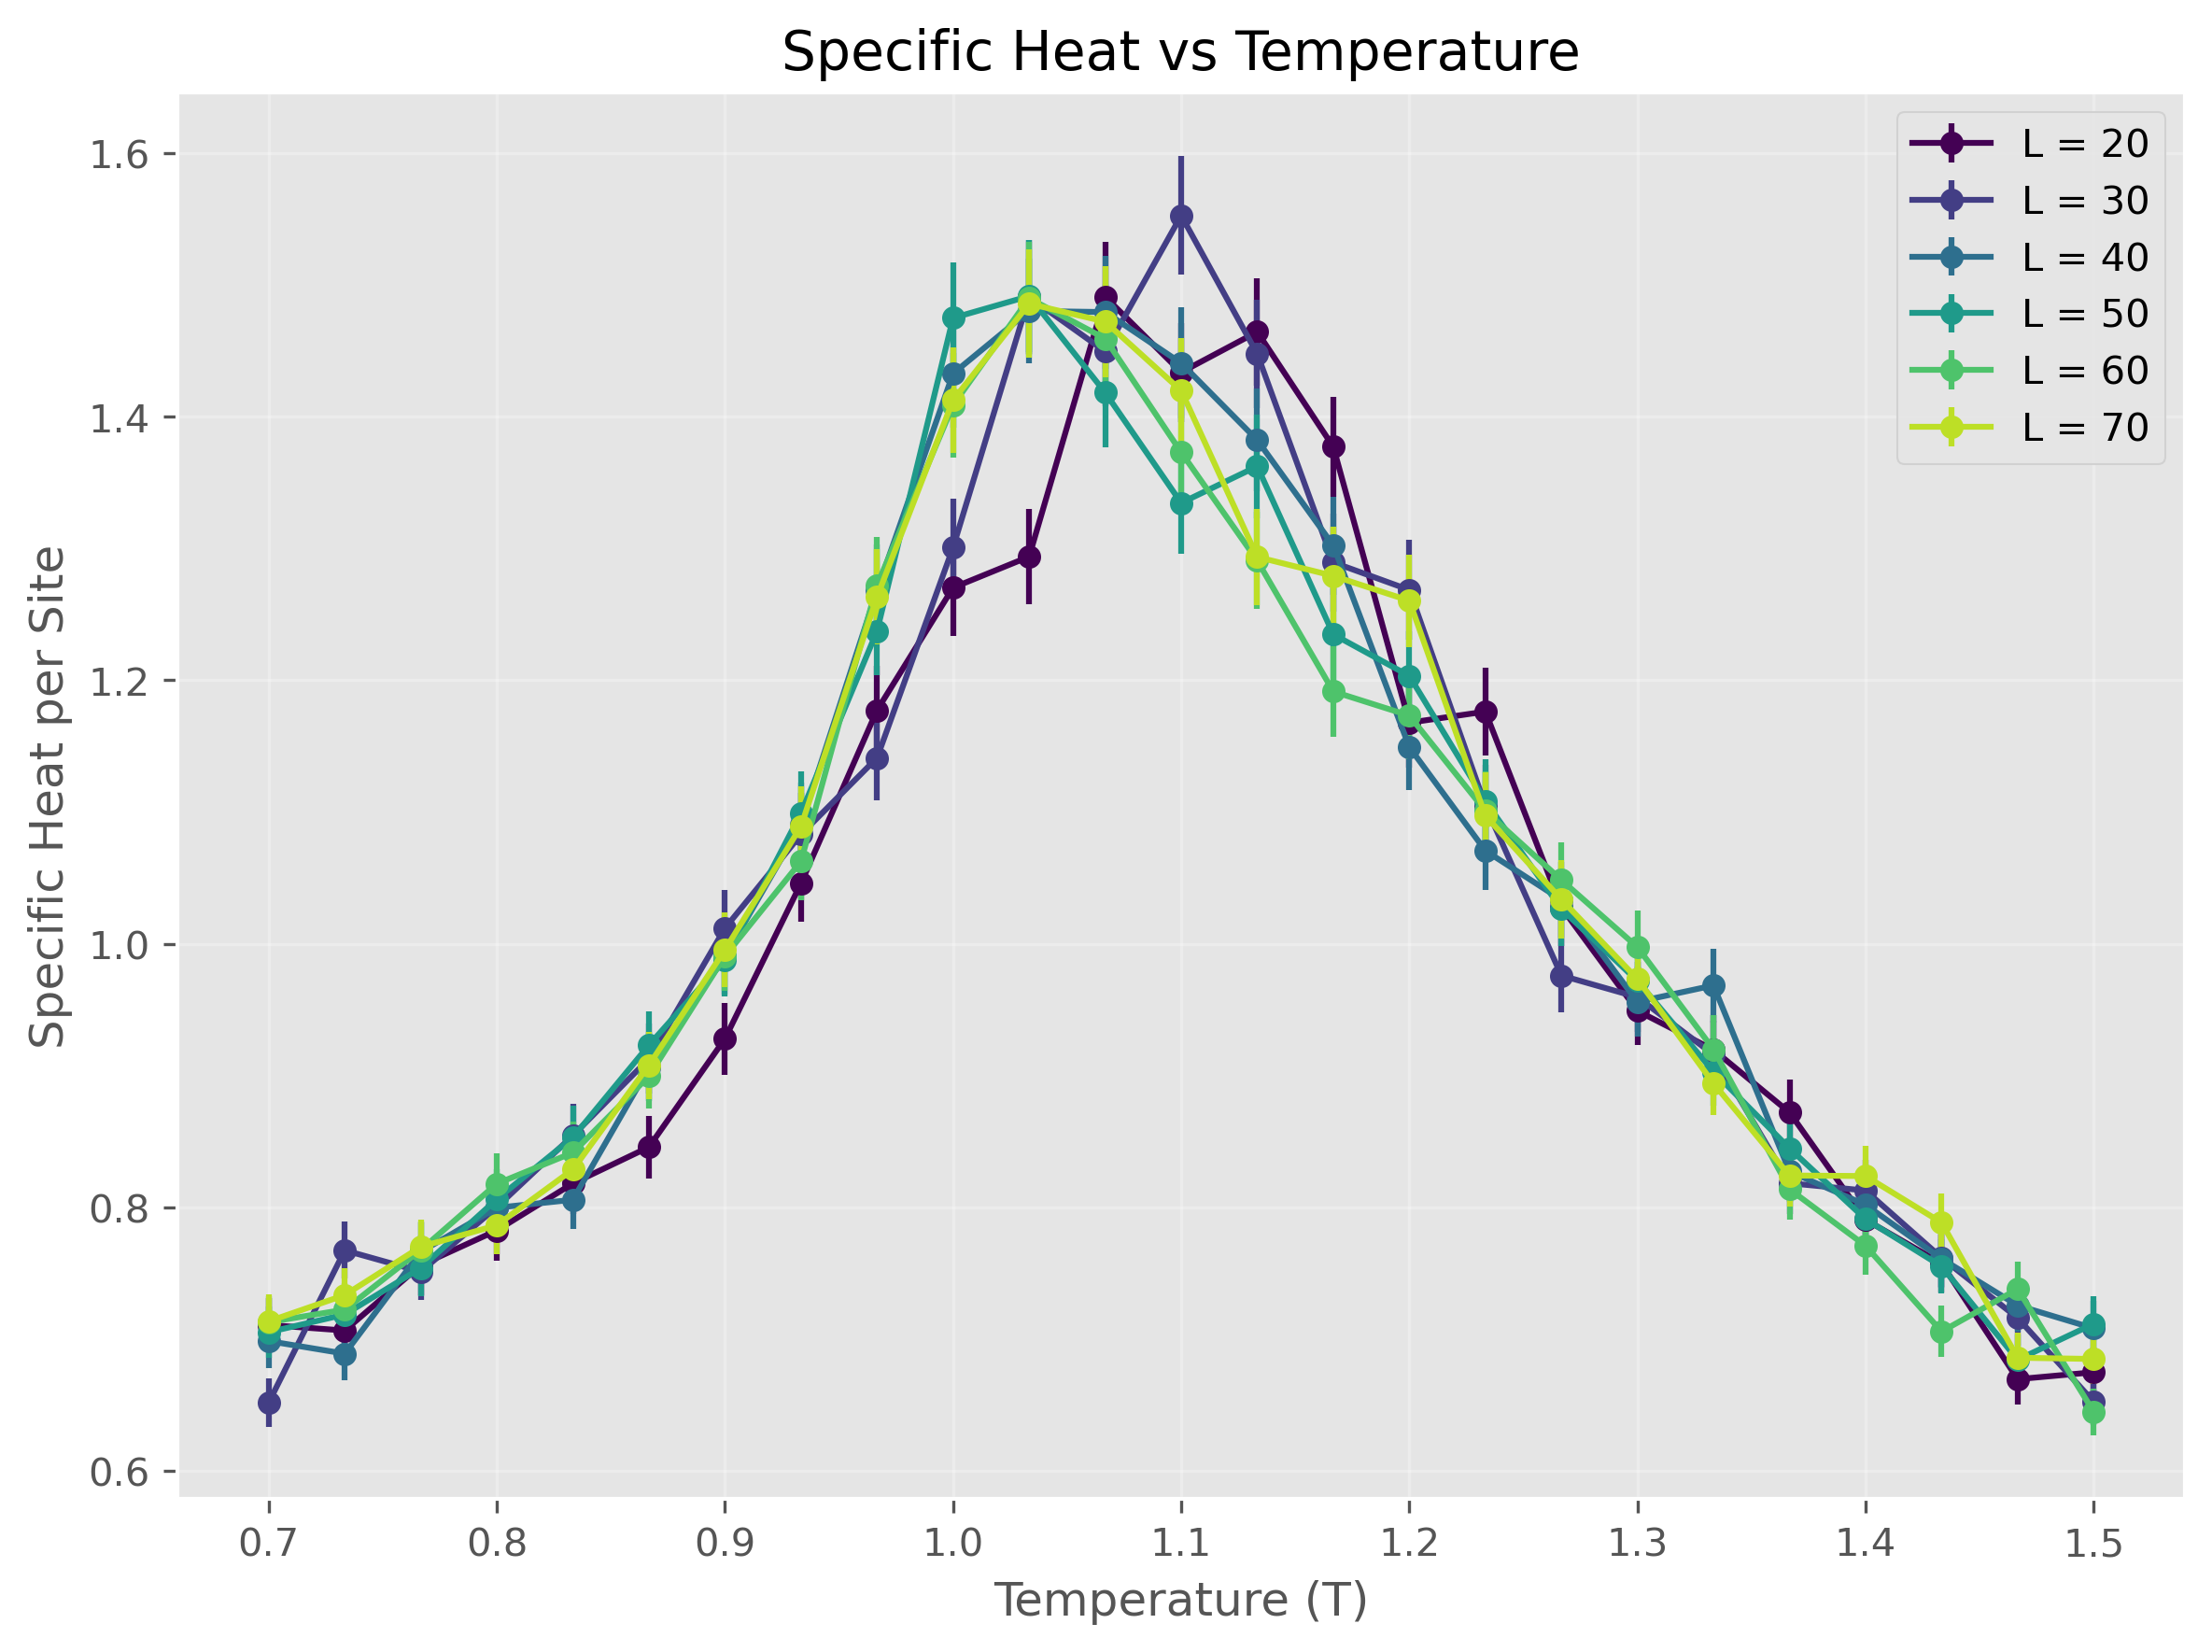 Specific Heat vs Temperature
L = 20
L = 30
L = 40
L = 50
L = 60
L = 70
1.6
1.4
1.2
1.0
0.8
0.6
Specific Heat per Site
0.7 0.8 0.9 1.0 1.1 1.2 1.3 1.4 1.5
Temperature (T)